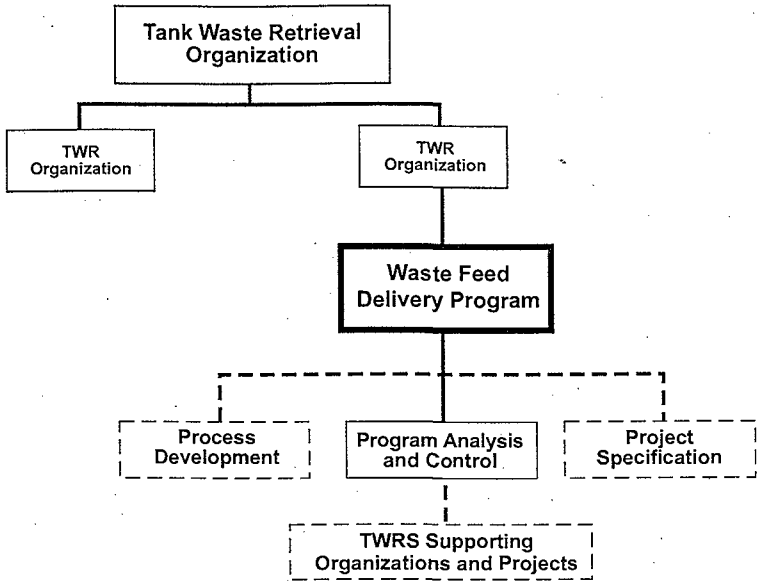 Tank Waste Retrieval
Organization
TWR
Organization
TWR
Organization
Waste Feed
Delivery Program
Process
Development
Program Analysis
and Control
Project
Specification
TWRS Supporting
Organizations and Projects